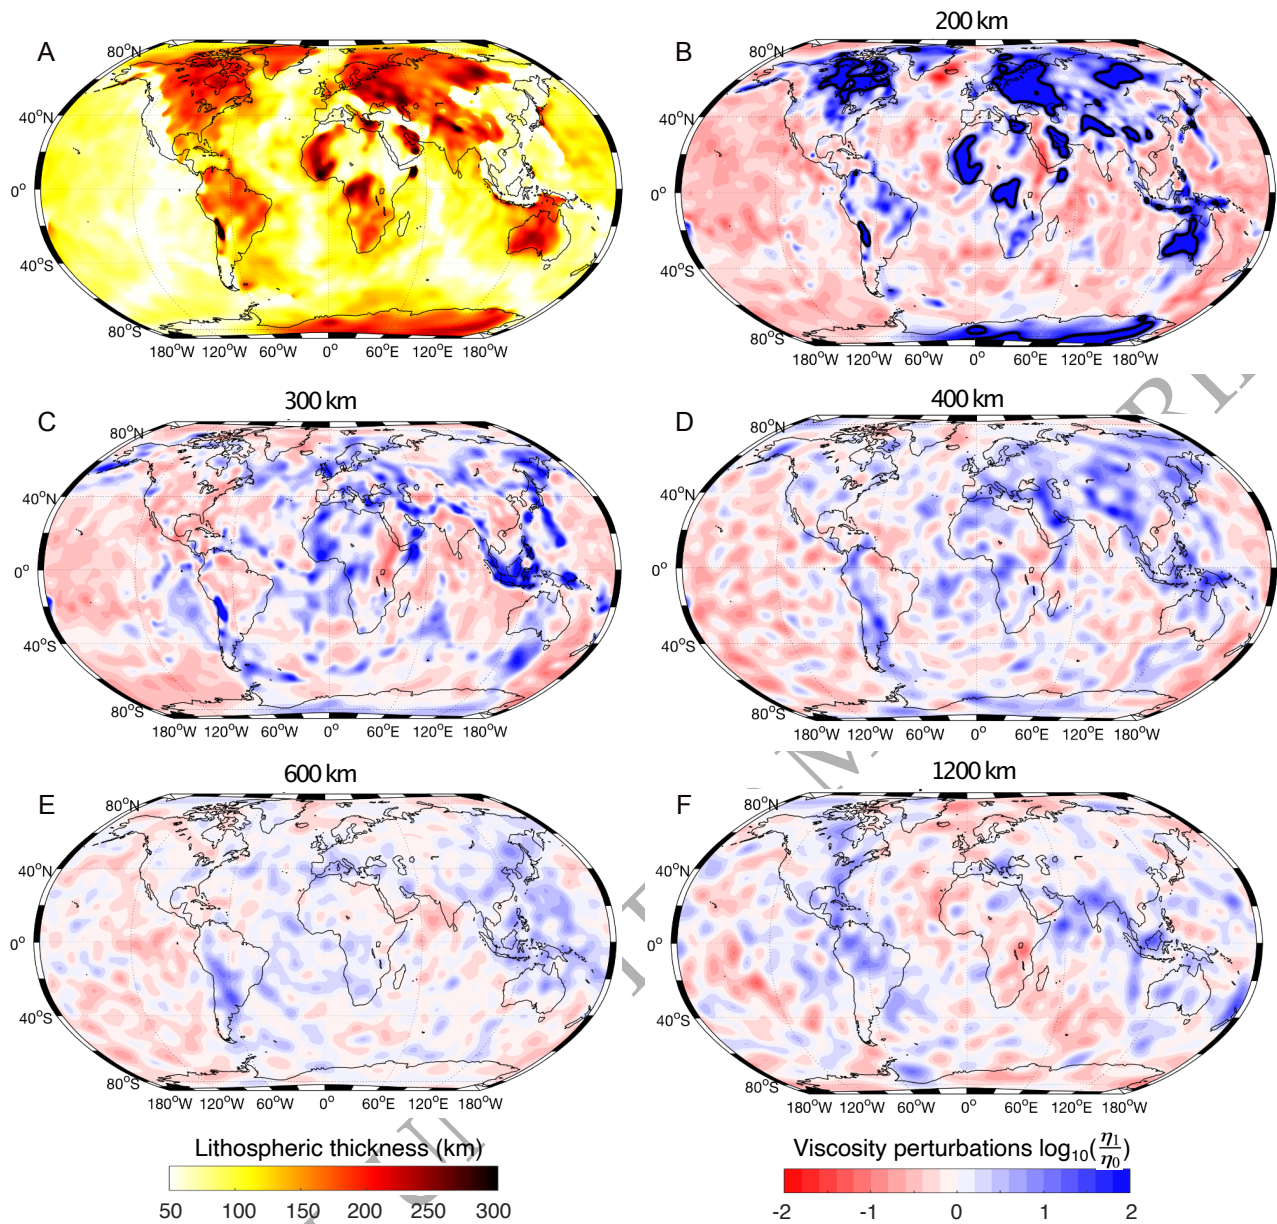 A
80°N
40°N
0°
40°S
80°S
180°W 120°W 60°W 0° 60°E 120°E 180°W
200 km
B
80°N
40°N
0°
40°S
80°S
180°W 120°W 60°W 0° 60°E 120°E 180°W
300 km
C
80°N
40°N
0°
40°S
80°S
180°W 120°W 60°W 0° 60°E 120°E 180°W
400 km
D
80°N
40°N
0°
40°S
80°S
180°W 120°W 60°W 0° 60°E 120°E 180°W
600 km
E
80°N
40°N
0°
40°S
80°S
180°W 120°W 60°W 0° 60°E 120°E 180°W
1200 km
F
80°N
40°N
0°
40°S
80°S
180°W 120°W 60°W 0° 60°E 120°E 180°W
Lithospheric thickness (km)
50 100 150 200 250 300
Viscosity perturbations log₁₀(η₁/η₀)
-2 -1 0 1 2